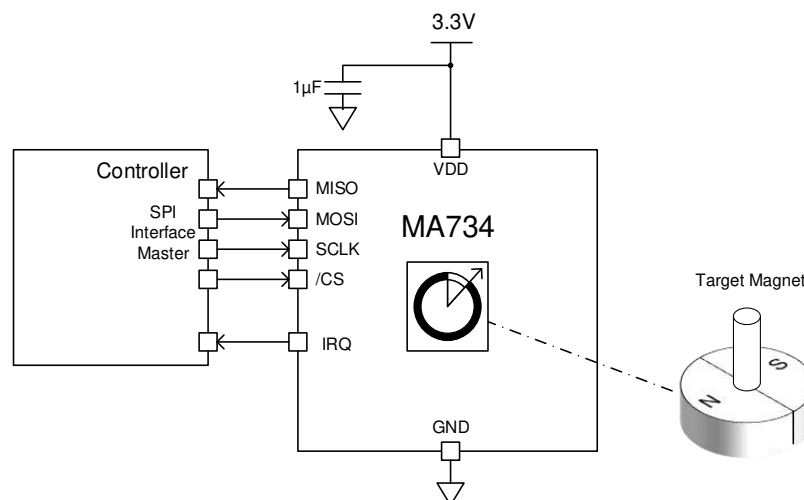 3.3V
1µF
VDD
Controller
SPI
Interface
Master
MISO
MOSI
SCLK
/CS
IRQ
MA734
GND
Target Magnet
N
S